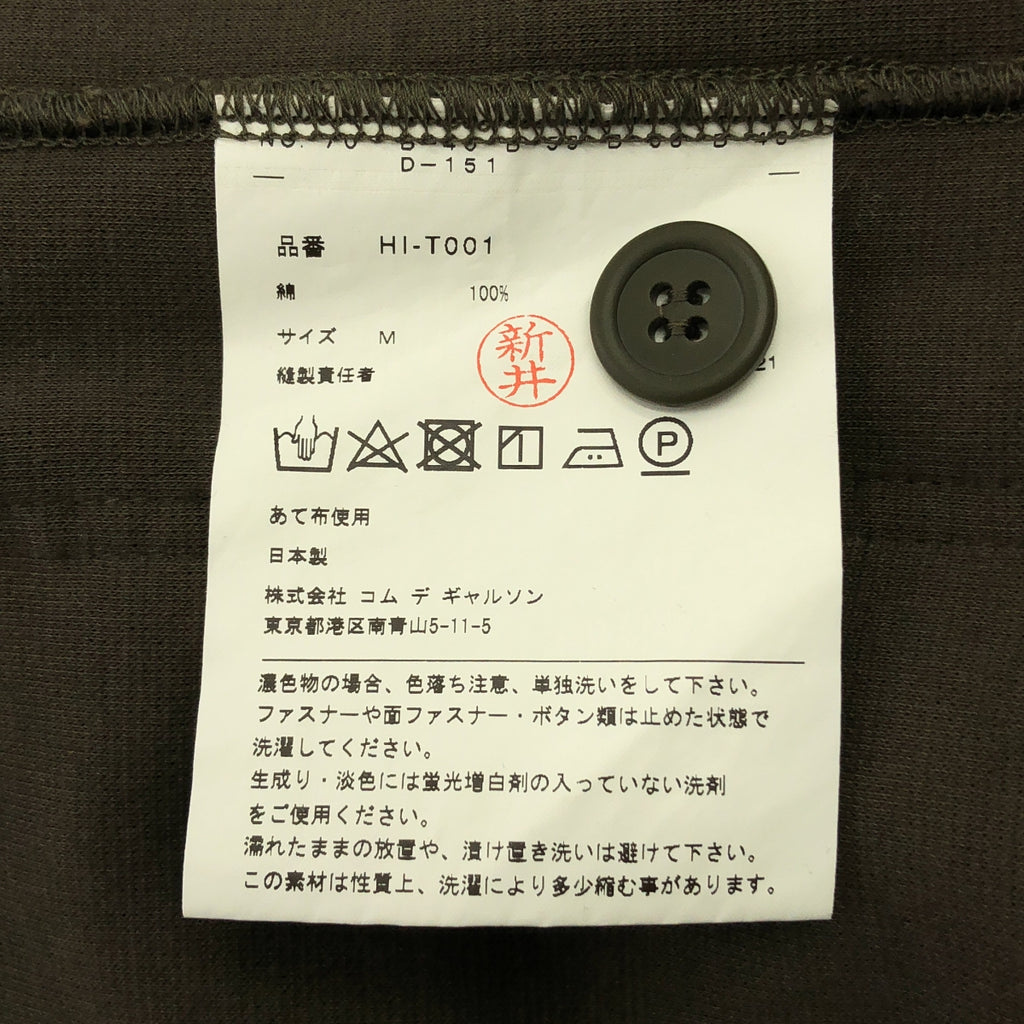 D-151
品番 HI-T001
綿 100%
サイズ M
縫製責任者 新井 21
あて布使用
日本製
株式会社 コム デ ギャルソン
東京都港区南青山5-11-5
濃色物の場合、色落ち注意、単独洗いをして下さい。
ファスナーや面ファスナー・ボタン類は止めた状態で
洗濯してください。
生成り・淡色には蛍光増白剤の入っていない洗剤
をご使用ください。
濡れたままの放置や、漬け置き洗いは避けて下さい。
この素材は性質上、洗濯により多少縮む事があります。